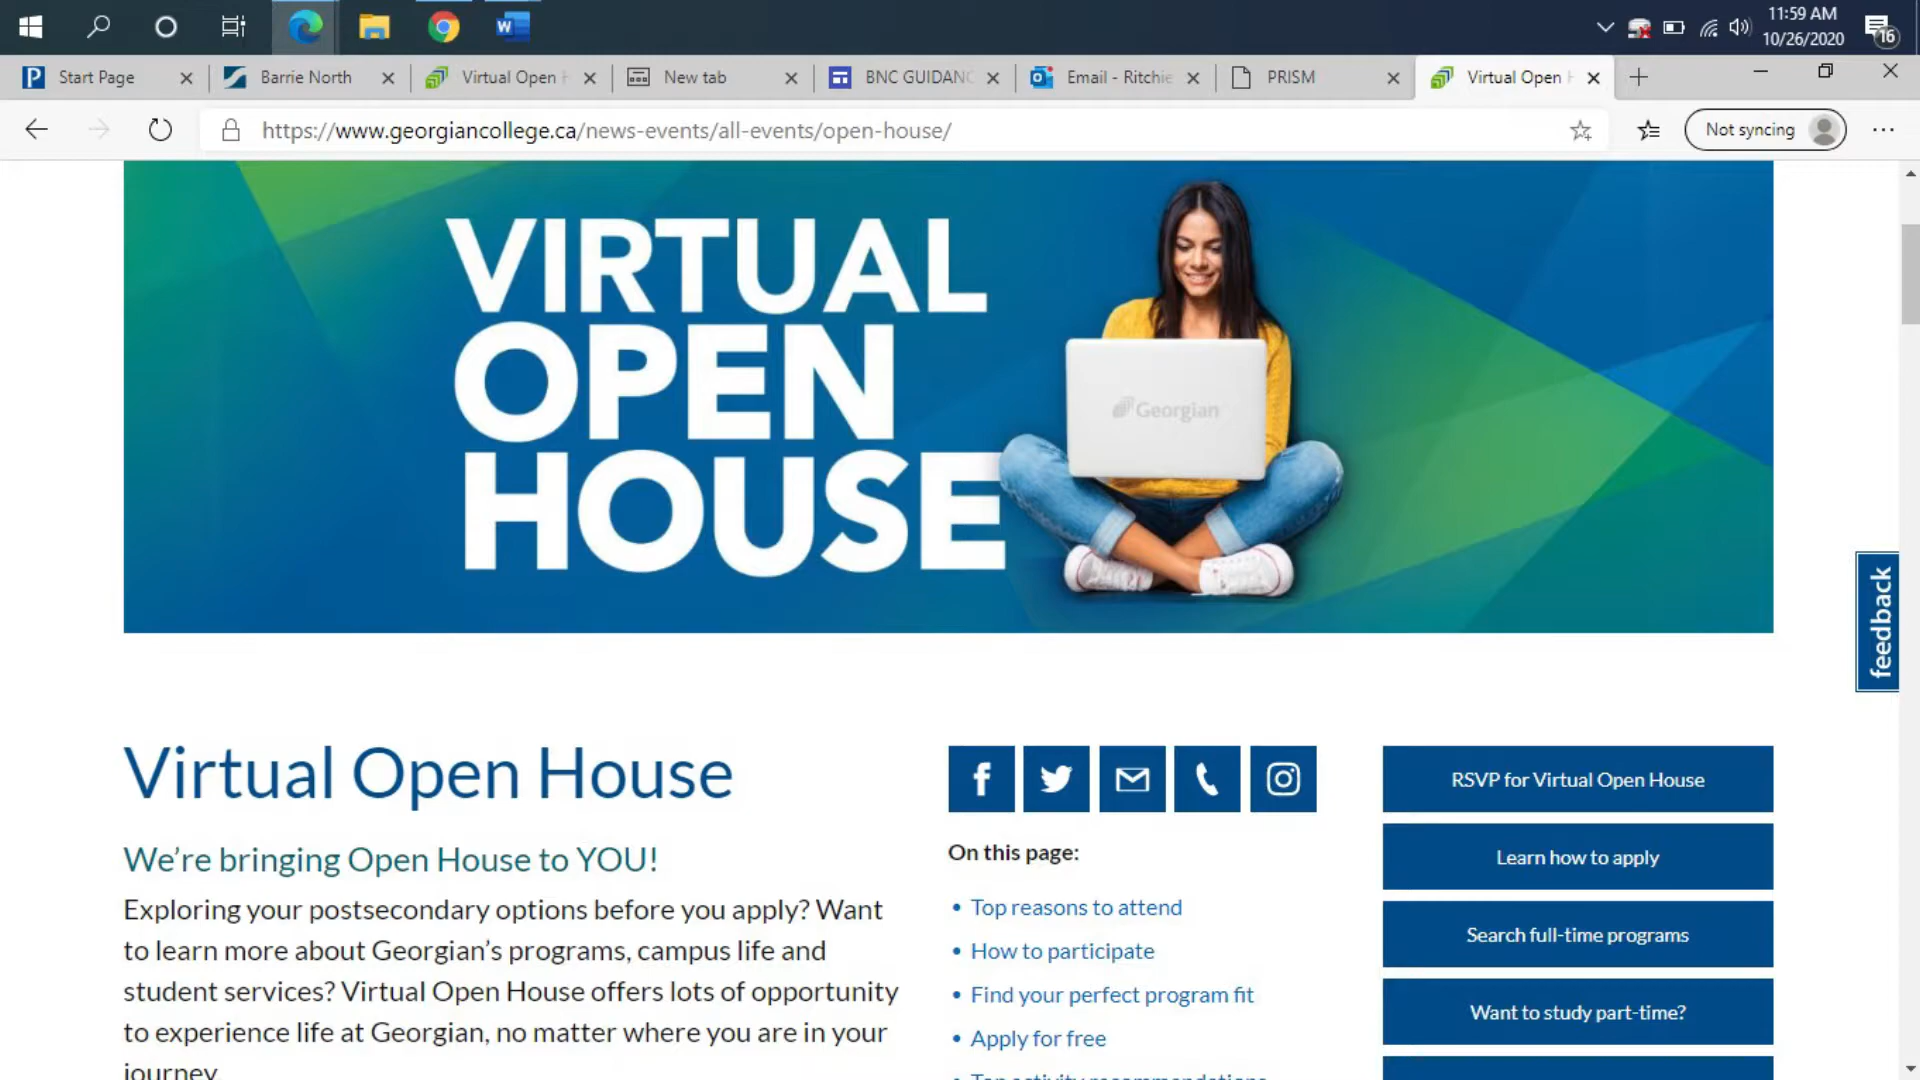 11:59 AM
10/26/2020
16
Start Page
Barrie North
Virtual Open H
New tab
BNC GUIDANC
Email - Ritchie
PRISM
Virtual Open H
https://www.georgiancollege.ca/news-events/all-events/open-house/
Not syncing
VIRTUAL
OPEN
HOUSE
Georgian
feedback
Virtual Open House
We're bringing Open House to YOU!
Exploring your postsecondary options before you apply? Want
to learn more about Georgian's programs, campus life and
student services? Virtual Open House offers lots of opportunity
to experience life at Georgian, no matter where you are in your
journey.
On this page:
• Top reasons to attend
• How to participate
• Find your perfect program fit
• Apply for free
Top activity recommendations
RSVP for Virtual Open House
Learn how to apply
Search full-time programs
Want to study part-time?